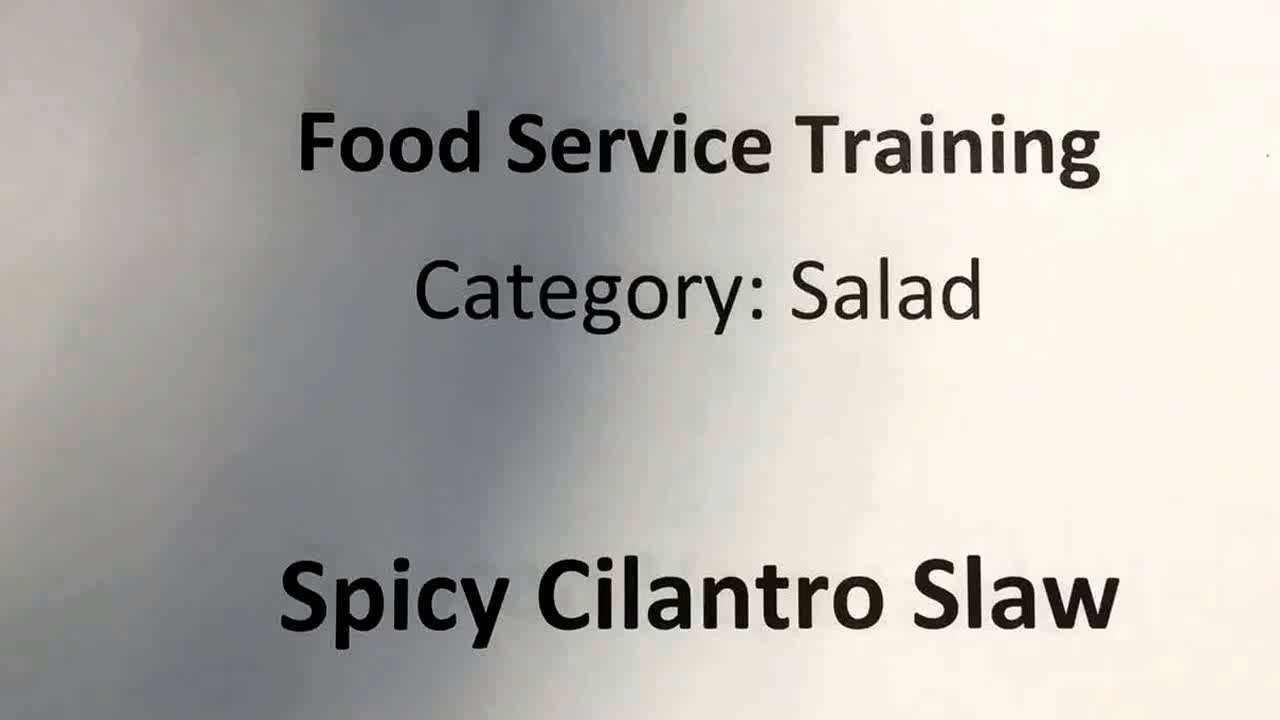 Food Service Training
Category: Salad
Spicy Cilantro Slaw